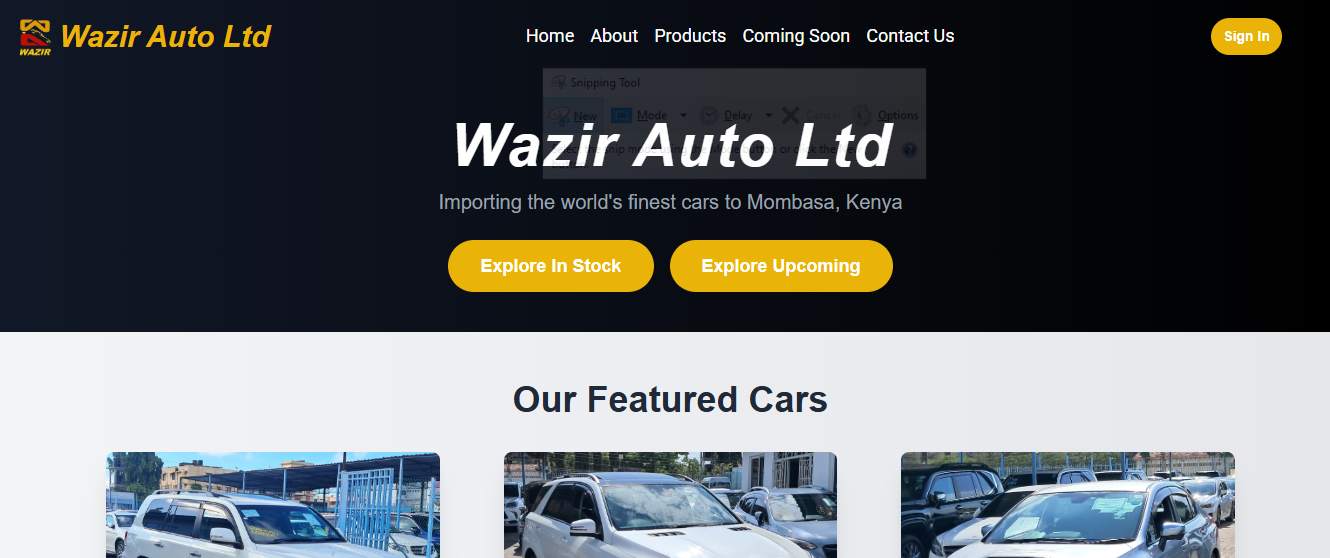 WAZIR
Wazir Auto Ltd
Home About Products Coming Soon Contact Us
Sign In
Snipping Tool
New Mode Delay Cancel Options
Wazir Auto Ltd
Importing the world's finest cars to Mombasa, Kenya
Explore In Stock Explore Upcoming
Our Featured Cars